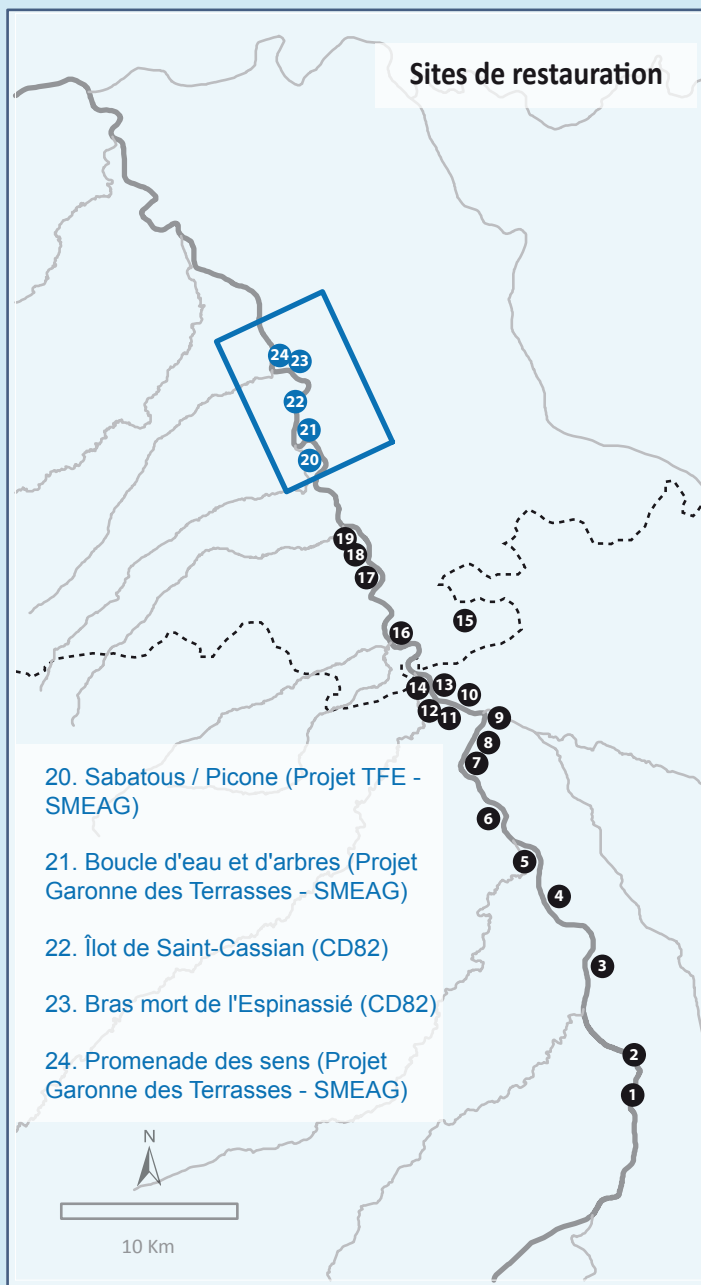 Sites de restauration
24
23
22
21
20
19
18
17
16
15
14
13
10
12
11
9
8
7
6
5
4
3
2
1
20. Sabatous / Picone (Projet TFE -
SMEAG)
21. Boucle d'eau et d'arbres (Projet
Garonne des Terrasses - SMEAG)
22. Îlot de Saint-Cassian (CD82)
23. Bras mort de l'Espinassié (CD82)
24. Promenade des sens (Projet
Garonne des Terrasses - SMEAG)
N
10 Km